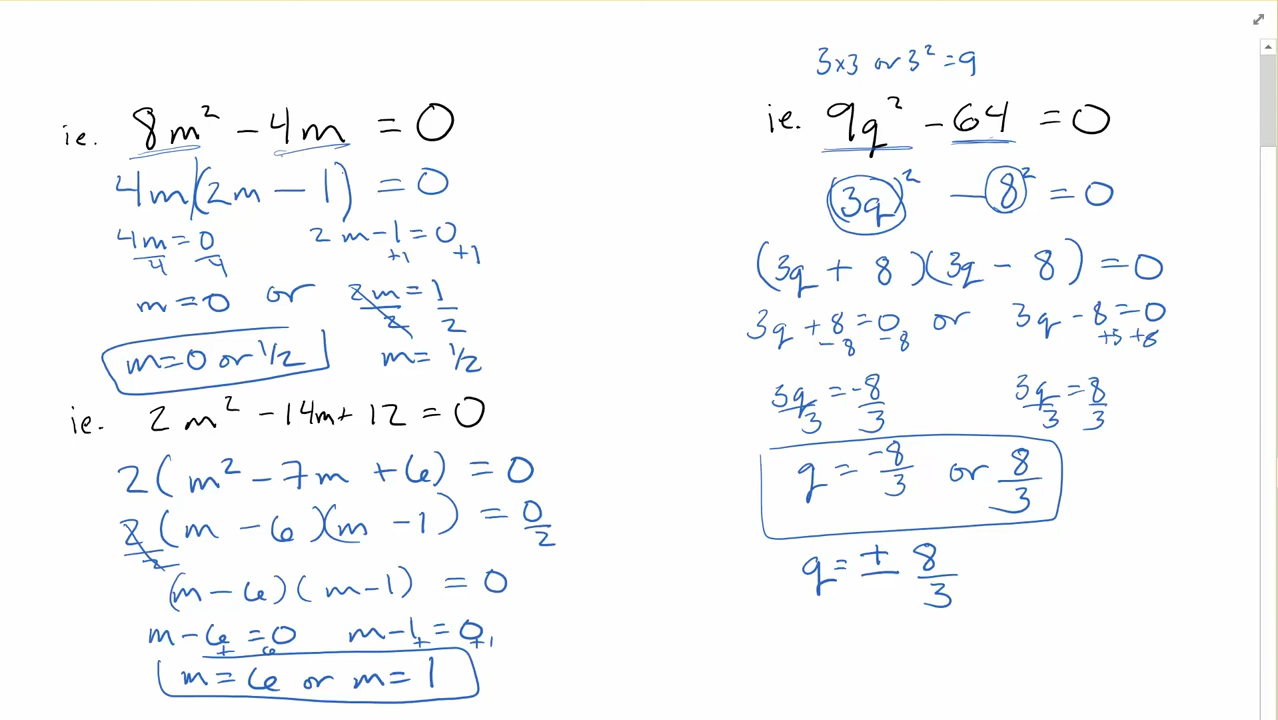 ie. 8m² - 4m = 0
4m(2m - 1) = 0
4m/4 = 0/4 2m - 1 +1 = 0 +1
m = 0 or 2m/2 = 1/2
m = 0 or 1/2 m = 1/2
ie. 2m² - 14m + 12 = 0
2(m² - 7m + 6) = 0
2/2 (m - 6)(m - 1) = 0/2
(m - 6)(m - 1) = 0
m - 6 = 0 m - 1 = 0
+ 6 + +1
m = 6 or m = 1
3x3 or 3² = 9
ie. 9q² - 64 = 0
(3q)² - 8² = 0
(3q + 8)(3q - 8) = 0
3q + 8 = 0 or 3q - 8 = 0
-8 -8 +8
3q/3 = -8/3 3q/3 = 8/3
q = -8/3 or 8/3
q = ± 8/3